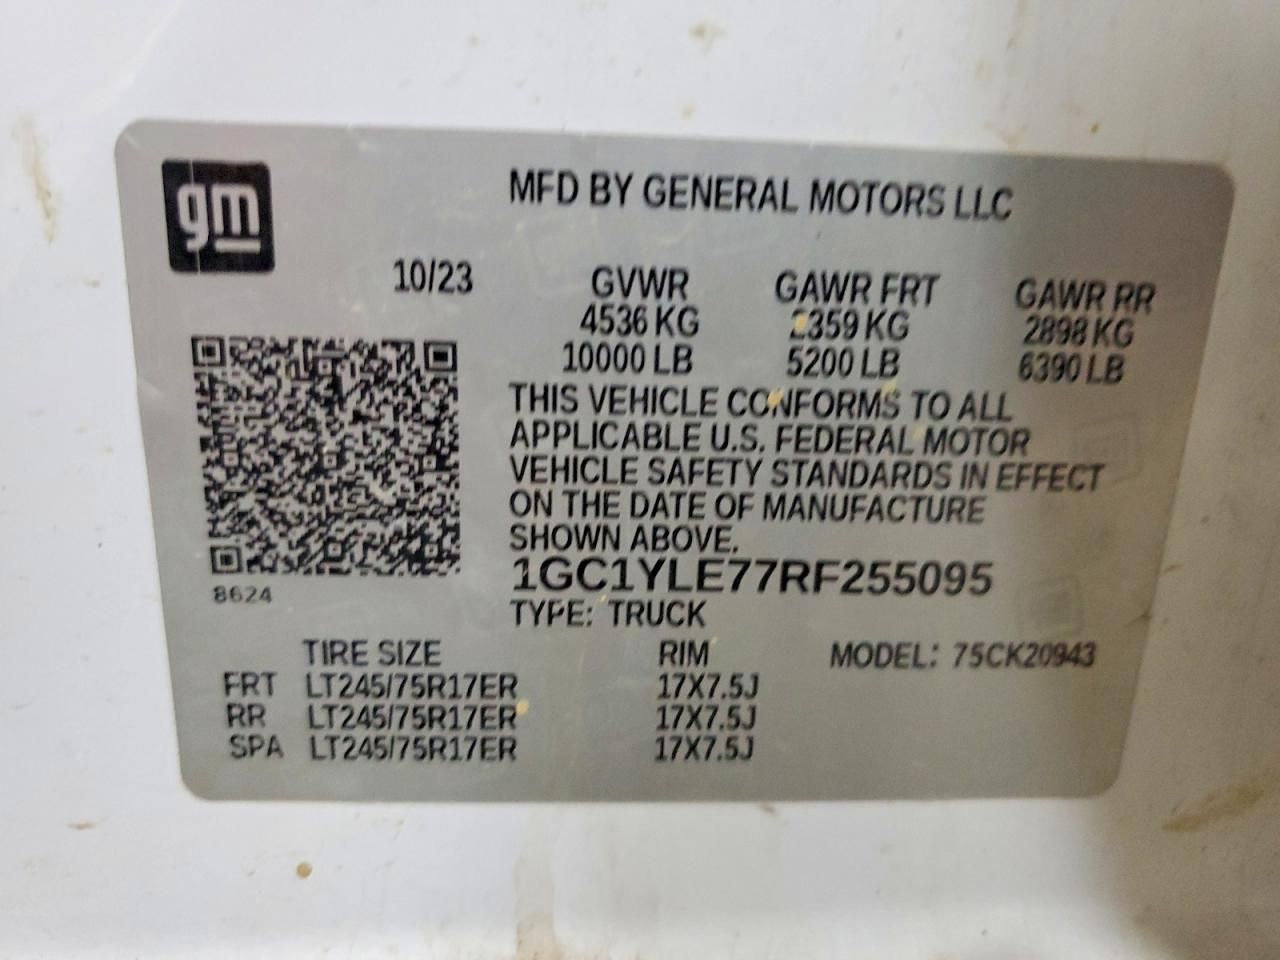 gm
MFD BY GENERAL MOTORS LLC
10/23 GVWR GAWR FRT GAWR RR
4536 KG 2359 KG 2898 KG
10000 LB 5200 LB 6390 LB
THIS VEHICLE CONFORMS TO ALL
APPLICABLE U.S. FEDERAL MOTOR
VEHICLE SAFETY STANDARDS IN EFFECT
ON THE DATE OF MANUFACTURE
SHOWN ABOVE.
1GC1YLE77RF255095
8624
TYPE: TRUCK
TIRE SIZE RIM MODEL: 75CK20943
FRT LT245/75R17ER 17X7.5J
RR LT245/75R17ER 17X7.5J
SPA LT245/75R17ER 17X7.5J